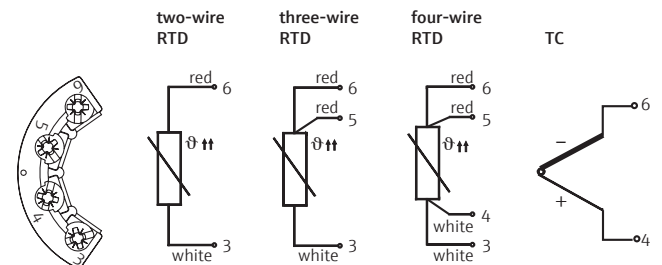 two-wire
RTD
three-wire
RTD
four-wire
RTD
TC
6
5
4
3
red 6
ϑ
white 3
red 6
red 5
ϑ
white 3
red 6
red 5
ϑ
4
white
3
white
6
−
+
4